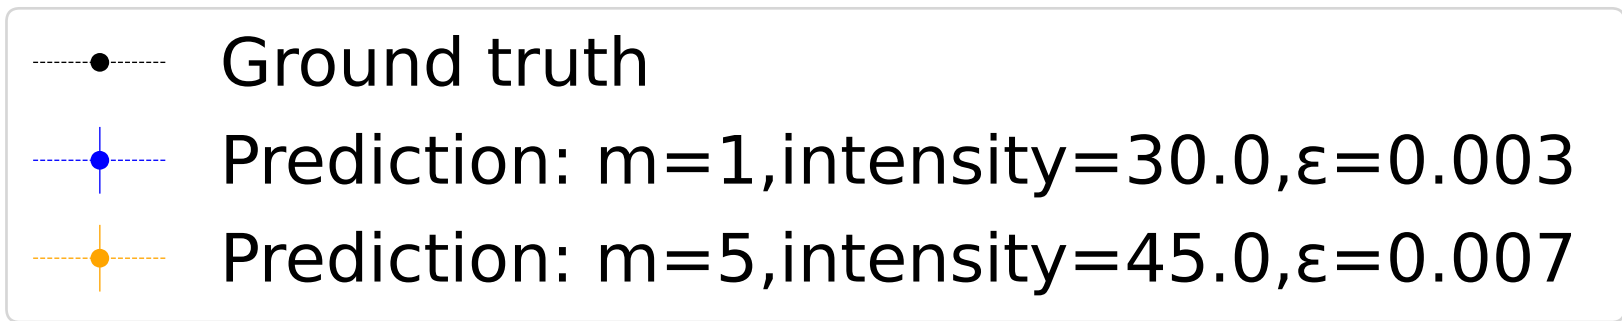 Ground truth
Prediction: m=1,intensity=30.0,ε=0.003
Prediction: m=5,intensity=45.0,ε=0.007